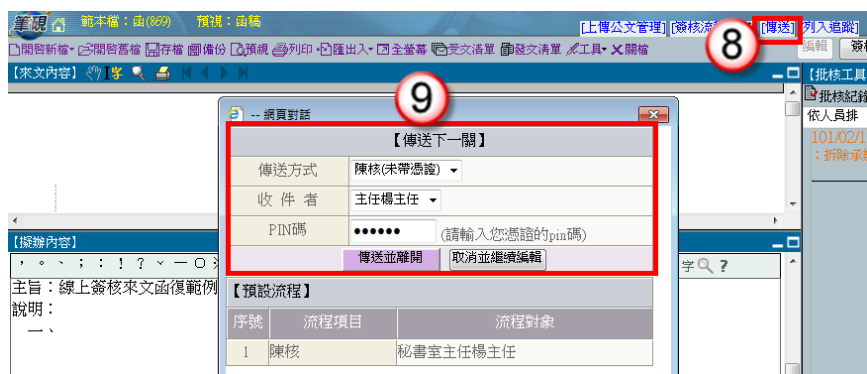 筆硯 範本檔：函(869) 預視：函稿
[上傳公文管理] [簽核流 [傳送] [列入追蹤]
8
開啓新檔 開啓舊檔 存檔 備份 預視 列印 匯出入 全螢幕 受文清單 發文清單 工具 關檔 編輯
【來文內容】 【批核工具
9
批核紀錄
-- 網頁對話
依人員排
【傳送下一關】
101/02/1
：拆除承
傳送方式 陳核(未帶憑證)
收 件 者 主任楊主任
PIN碼 •••••• (請輸入您憑證的pin碼)
【擬辦內容】
傳送並離開 取消並繼續編輯
， 。 、 ； ： ！ ？ ˇ 一 ○ 字 ?
主旨：線上簽核來文函復範例
【預設流程】
說明：
一、
序號 流程項目 流程對象
1 陳核 秘書室主任楊主任